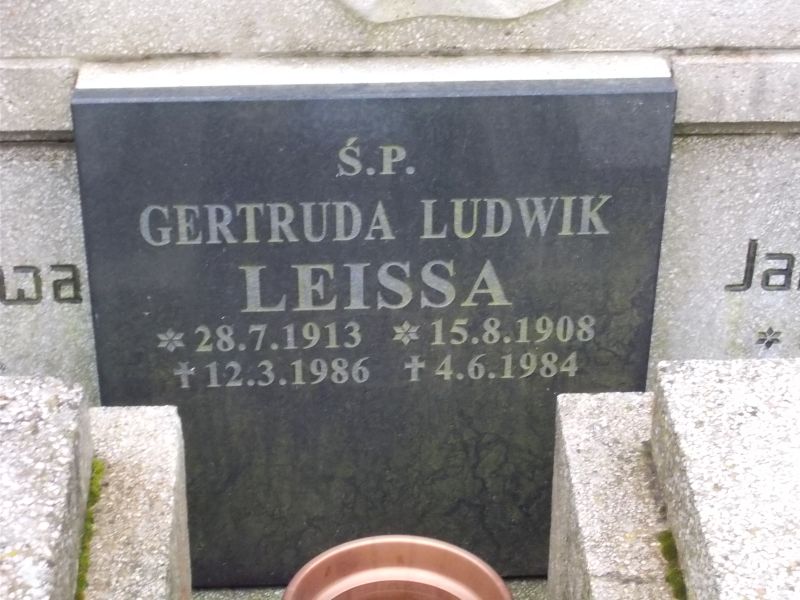 Ś.P.
GERTRUDA LUDWIK
LEISSA
*28.7.1913 *15.8.1908
†12.3.1986 †4.6.1984